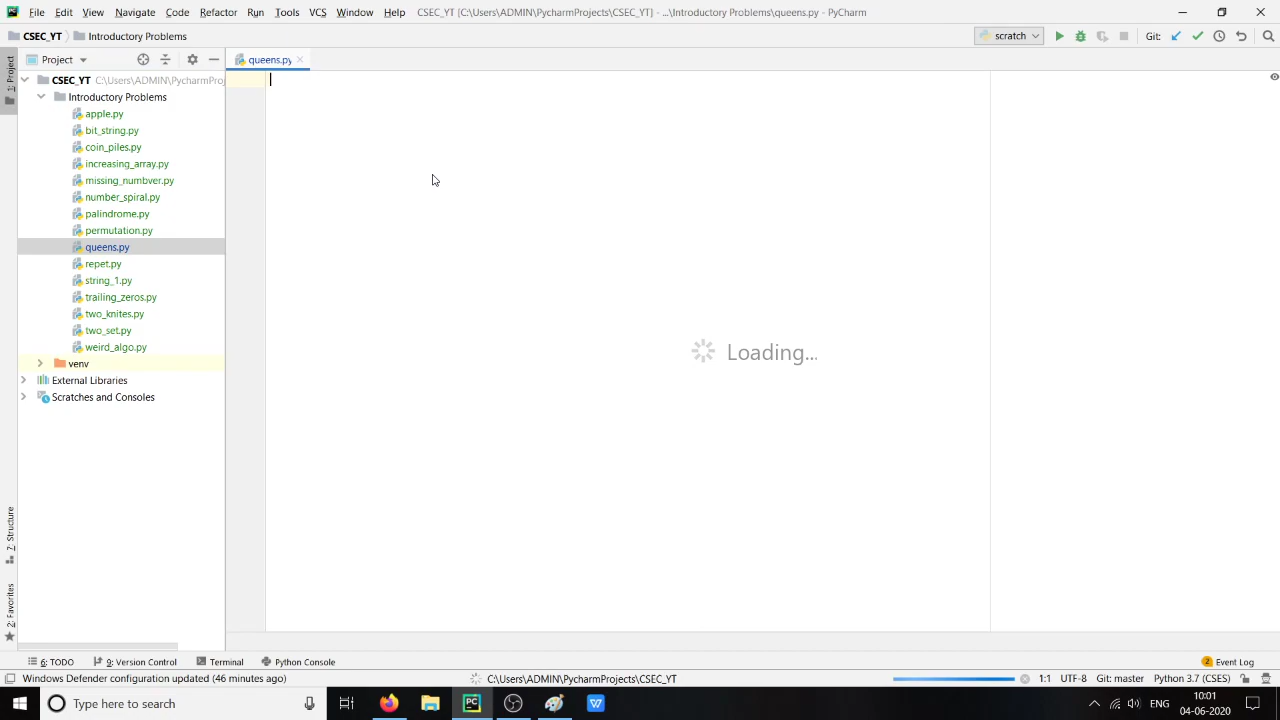 File Edit View Navigate Code Refactor Run Tools VCS Window Help CSEC_YT [C:\Users\ADMIN\PycharmProjects\CSEC_YT] - ...\Introductory Problems\queens.py - PyCharm
CSEC_YT Introductory Problems scratch Git:
1: Project
Project queens.py
CSEC_YT C:\Users\ADMIN\PycharmProj
Introductory Problems
apple.py
bit_string.py
coin_piles.py
increasing_array.py
missing_numbver.py
number_spiral.py
palindrome.py
permutation.py
queens.py
repet.py
string_1.py
trailing_zeros.py
two_knites.py
two_set.py
weird_algo.py
venv
External Libraries
Scratches and Consoles
Loading...
7: Structure
2: Favorites
6: TODO 9: Version Control Terminal Python Console 2 Event Log
Windows Defender configuration updated (46 minutes ago) C:\Users\ADMIN\PycharmProjects\CSEC_YT 1:1 UTF-8 Git: master Python 3.7 (CSES)
Type here to search PC W ENG 10:01
04-06-2020